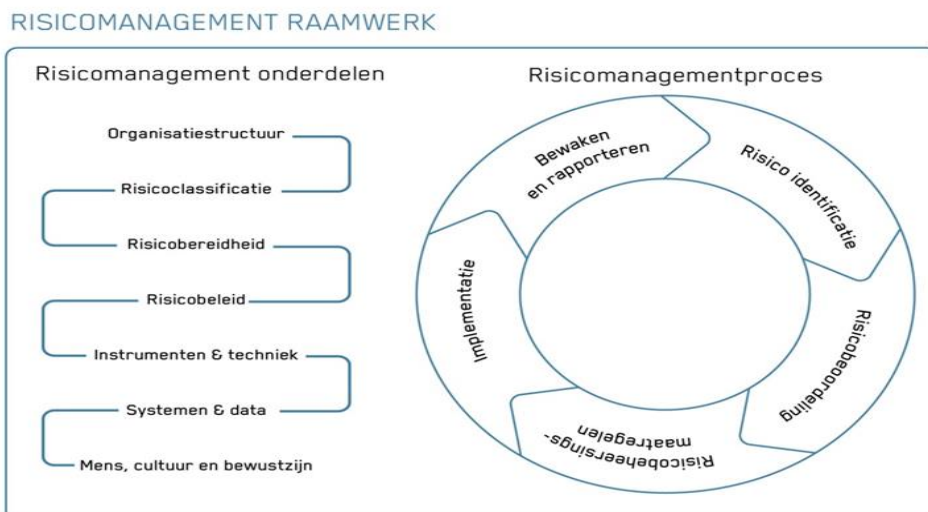 RISICOMANAGEMENT RAAMWERK
Risicomanagement onderdelen
Organisatiestructuur
Risicoclassificatie
Risicobereidheid
Risicobeleid
Instrumenten & techniek
Systemen & data
Mens, cultuur en bewustzijn
Risicomanagementproces
Bewaken
en rapporteren
Risico identificatie
Risicobeoordeling
Risicobeheersings-
maatregelen
Implementatie